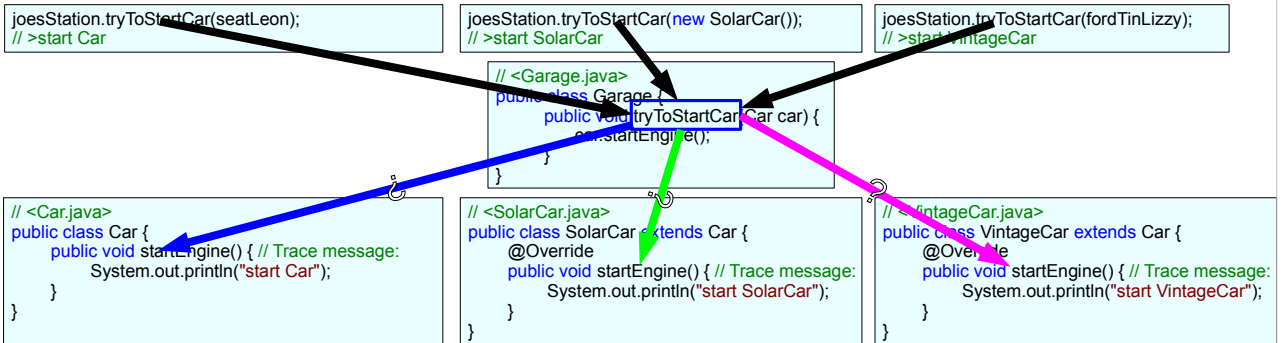 joesStation.tryToStartCar(seatLeon);
// >start Car
joesStation.tryToStartCar(new SolarCar());
// >start SolarCar
joesStation.tryToStartCar(fordTinLizzy);
// >start VintageCar
// <Garage.java>
public class Garage {
public void tryToStartCar(Car car) {
car.startEngine();
}
}
¿
¿
?
// <Car.java>
public class Car {
public void startEngine() { // Trace message:
System.out.println("start Car");
}
}
// <SolarCar.java>
public class SolarCar extends Car {
@Override
public void startEngine() { // Trace message:
System.out.println("start SolarCar");
}
}
// <VintageCar.java>
public class VintageCar extends Car {
@Override
public void startEngine() { // Trace message:
System.out.println("start VintageCar");
}
}